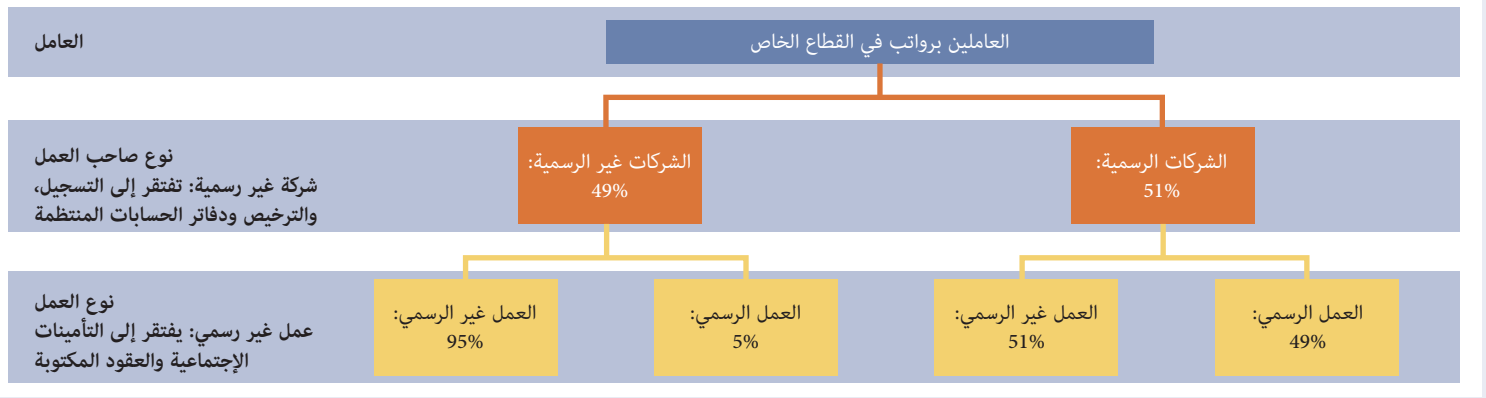 العامل
العاملين برواتب في القطاع الخاص
نوع صاحب العمل
شركة غير رسمية: تفتقر إلى التسجيل،
والترخيص ودفاتر الحسابات المنتظمة
الشركات الرسمية:
51%
الشركات غير الرسمية:
49%
نوع العمل
عمل غير رسمي: يفتقر إلى التأمينات
الإجتماعية والعقود المكتوبة
العمل الرسمي:
49%
العمل غير الرسمي:
51%
العمل الرسمي:
5%
العمل غير الرسمي:
95%